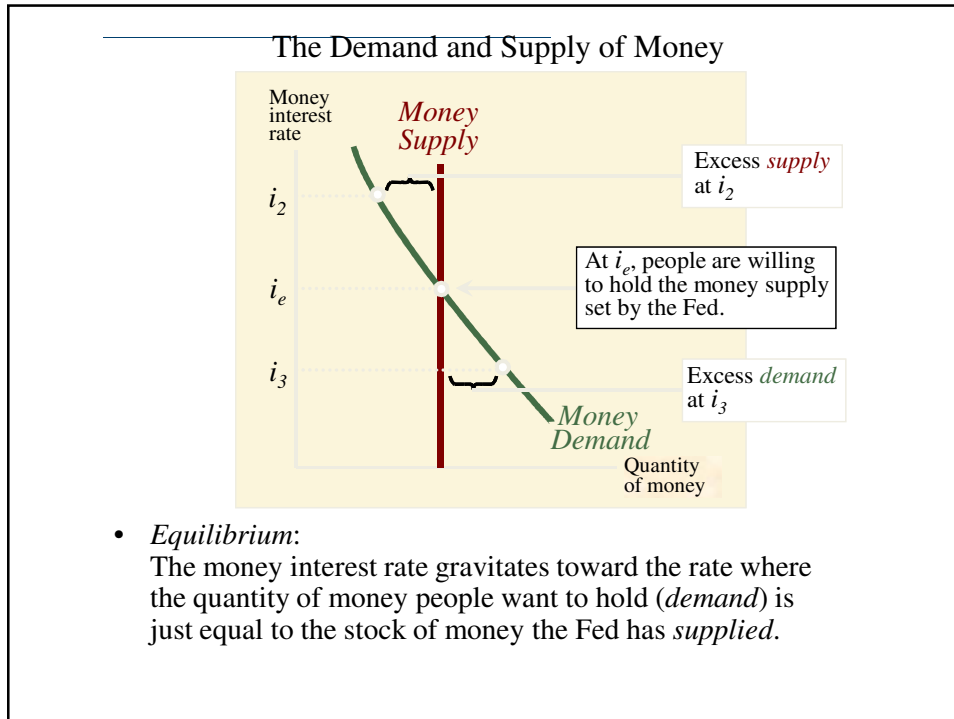 The Demand and Supply of Money
Money
interest
rate
Money
Supply
Excess supply
at i2
i2
At ie, people are willing
to hold the money supply
set by the Fed.
ie
i3
Excess demand
at i3
Money
Demand
Quantity
of money
• Equilibrium:
The money interest rate gravitates toward the rate where
the quantity of money people want to hold (demand) is
just equal to the stock of money the Fed has supplied.